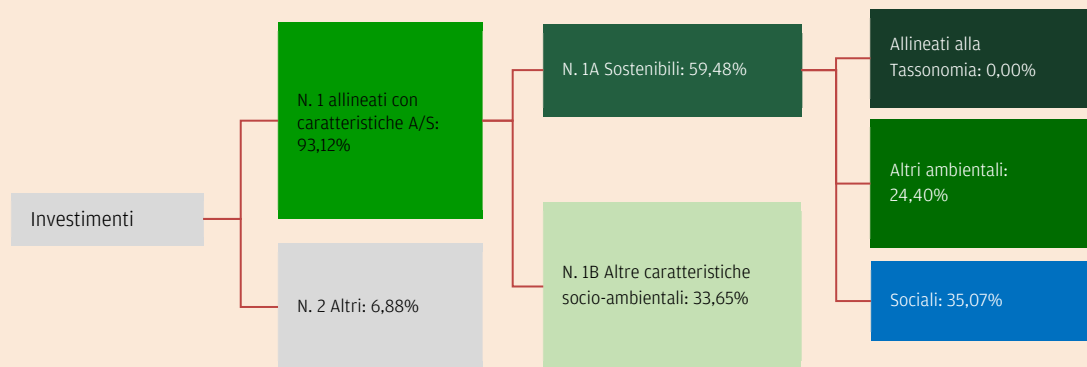 Investimenti
N. 1 allineati con
caratteristiche A/S:
93,12%
N. 2 Altri: 6,88%
N. 1A Sostenibili: 59,48%
N. 1B Altre caratteristiche
socio-ambientali: 33,65%
Allineati alla
Tassonomia: 0,00%
Altri ambientali:
24,40%
Sociali: 35,07%